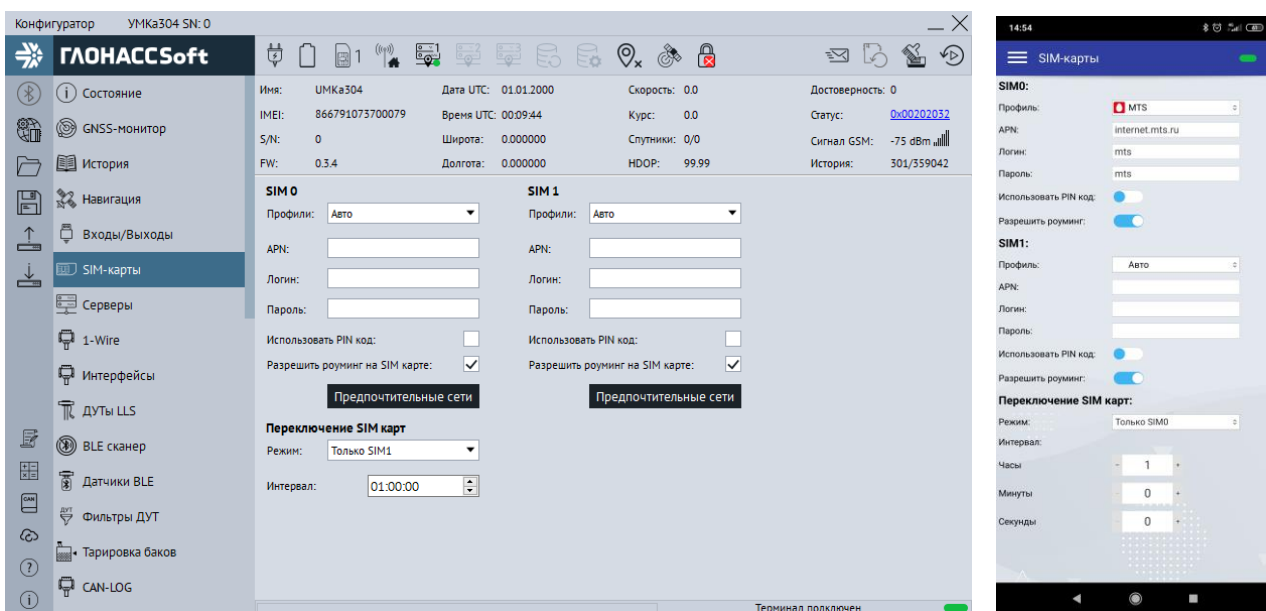 Конфигуратор УМКа304 SN: 0
ГЛОНАССSoft
1
Состояние
GNSS-монитор
История
Навигация
Входы/Выходы
SIM-карты
Серверы
1-Wire
Интерфейсы
ДУТы LLS
BLE сканер
Датчики BLE
Фильтры ДУТ
Тарировка баков
CAN-LOG
Имя: УМКа304 Дата UTC: 01.01.2000 Скорость: 0.0 Достоверность: 0
IMEI: 866791073700079 Время UTC: 00:09:44 Курс: 0.0 Статус: 0x00202032
S/N: 0 Широта: 0.000000 Спутники: 0/0 Сигнал GSM: -75 dBm
FW: 0.3.4 Долгота: 0.000000 HDOP: 99.99 История: 301/359042
SIM 0
Профили: Авто
APN:
Логин:
Пароль:
Использовать PIN код:
Разрешить роуминг на SIM карте:
Предпочтительные сети
SIM 1
Профили: Авто
APN:
Логин:
Пароль:
Использовать PIN код:
Разрешить роуминг на SIM карте:
Предпочтительные сети
Переключение SIM карт
Режим: Только SIM1
Интервал: 01:00:00
Терминал подключен
14:54
SIM-карты
SIM0:
Профиль: MTS
APN: internet.mts.ru
Логин: mts
Пароль: mts
Использовать PIN код:
Разрешить роуминг:
SIM1:
Профиль: Авто
APN:
Логин:
Пароль:
Использовать PIN код:
Разрешить роуминг:
Переключение SIM карт:
Режим: Только SIM0
Интервал:
Часы - 1 +
Минуты - 0 +
Секунды - 0 +